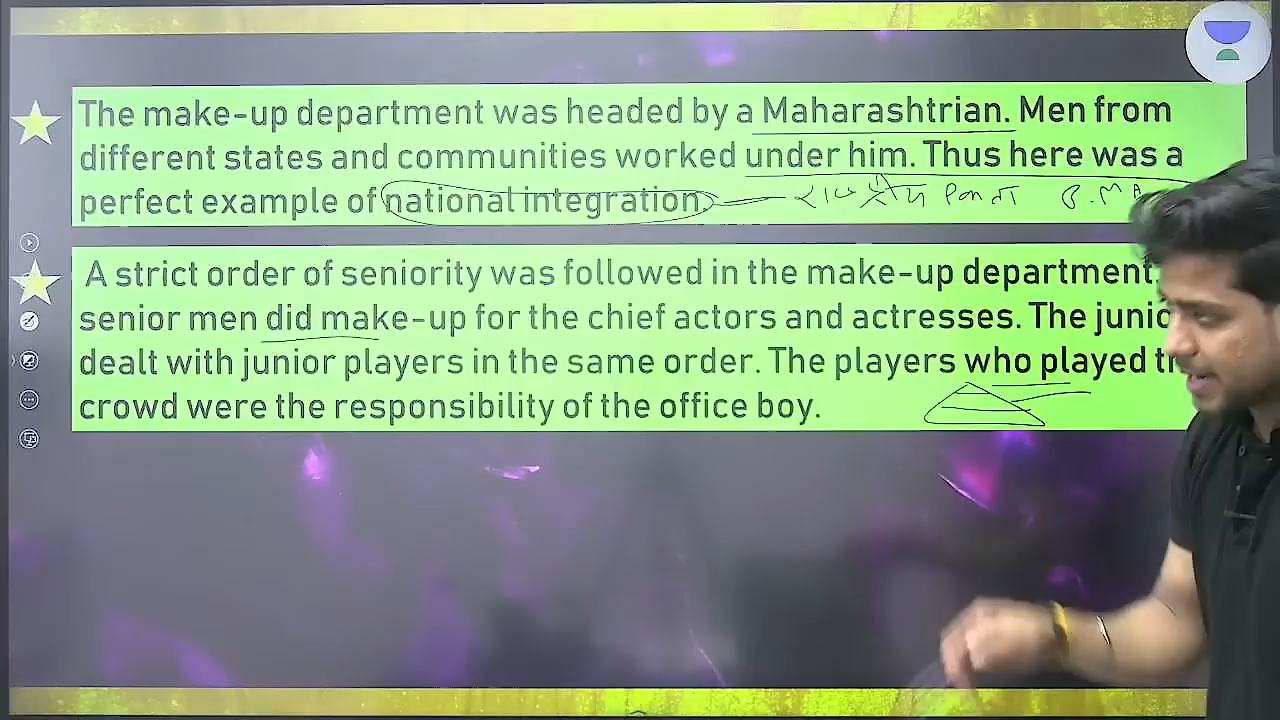 The make-up department was headed by a Maharashtrian. Men from
different states and communities worked under him. Thus here was a
perfect example of national integration.
A strict order of seniority was followed in the make-up department.
senior men did make-up for the chief actors and actresses. The
dealt with junior players in the same order. The players who played
crowd were the responsibility of the office boy.